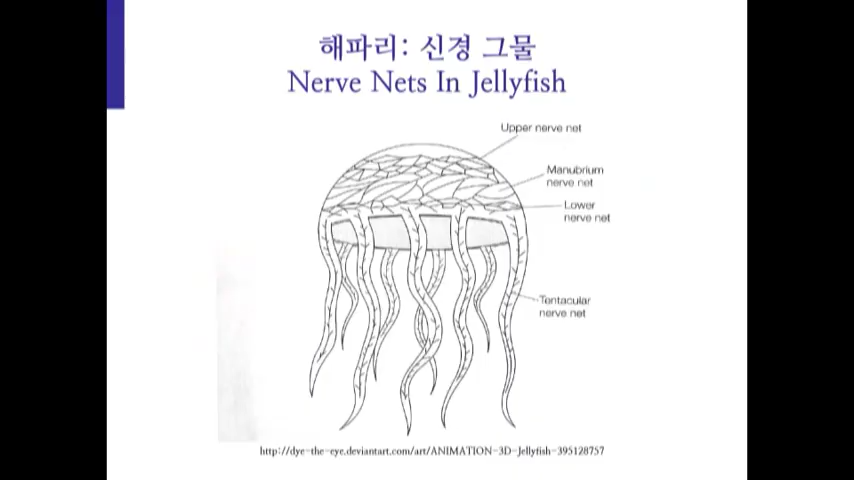 해파리: 신경 그물
Nerve Nets In Jellyfish
Upper nerve net
Manubrium
nerve net
Lower
nerve net
Tentacular
nerve net
http://dye-the-eye.deviantart.com/art/ANIMATION-3D-Jellyfish-395128757